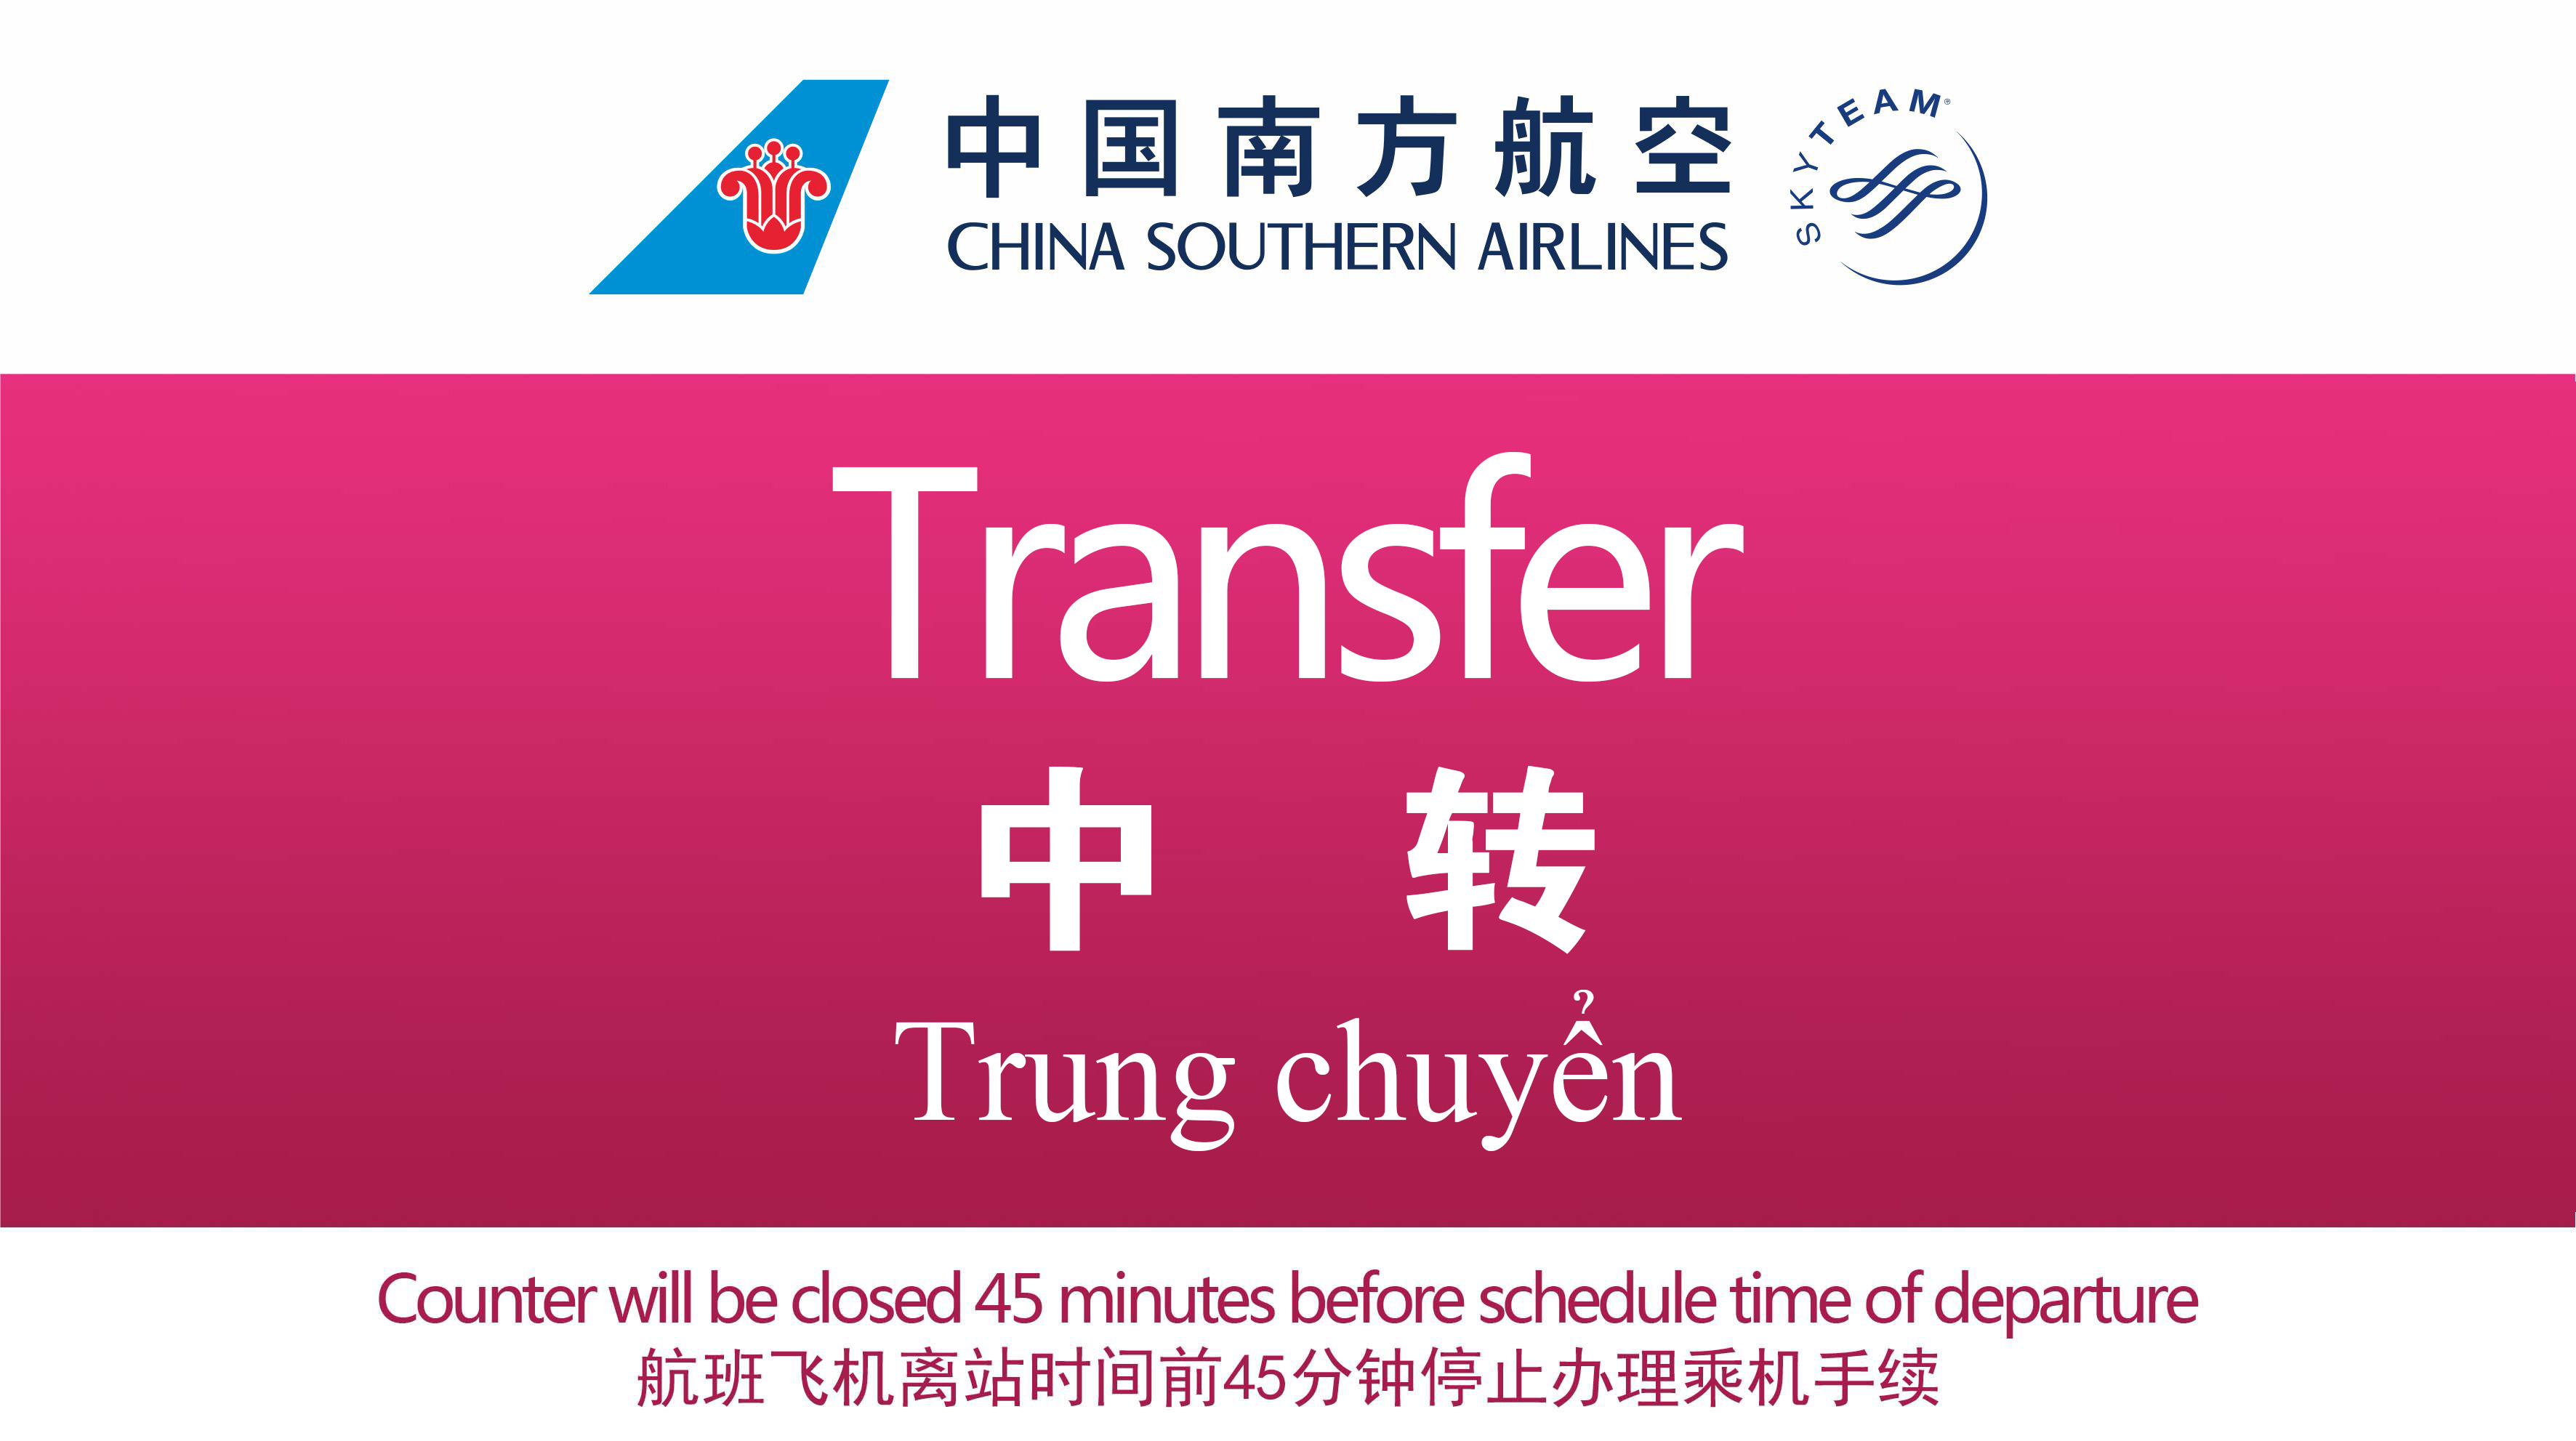 中国南方航空
CHINA SOUTHERN AIRLINES
SKYTEAM®
Transfer
中 转
Trung chuyển
Counter will be closed 45 minutes before schedule time of departure
航班飞机离站时间前45分钟停止办理乘机手续